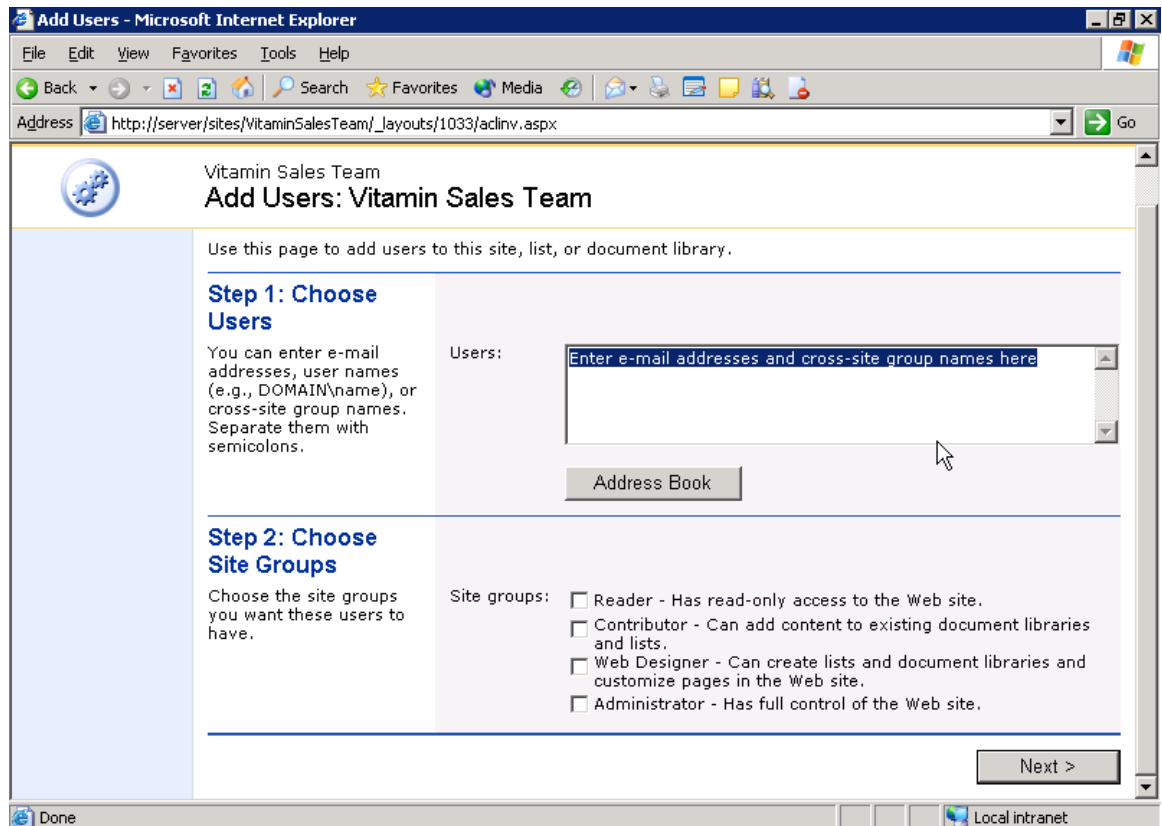 Add Users - Microsoft Internet Explorer
File Edit View Favorites Tools Help
Back Search Favorites Media
Address http://server/sites/VitaminSalesTeam/_layouts/1033/aclinv.aspx Go
Vitamin Sales Team
Add Users: Vitamin Sales Team
Use this page to add users to this site, list, or document library.
Step 1: Choose
Users
You can enter e-mail
addresses, user names
(e.g., DOMAIN\name), or
cross-site group names.
Separate them with
semicolons.
Users:
Enter e-mail addresses and cross-site group names here
Address Book
Step 2: Choose
Site Groups
Choose the site groups
you want these users to
have.
Site groups:
Reader - Has read-only access to the Web site.
Contributor - Can add content to existing document libraries
and lists.
Web Designer - Can create lists and document libraries and
customize pages in the Web site.
Administrator - Has full control of the Web site.
Next >
Done Local intranet